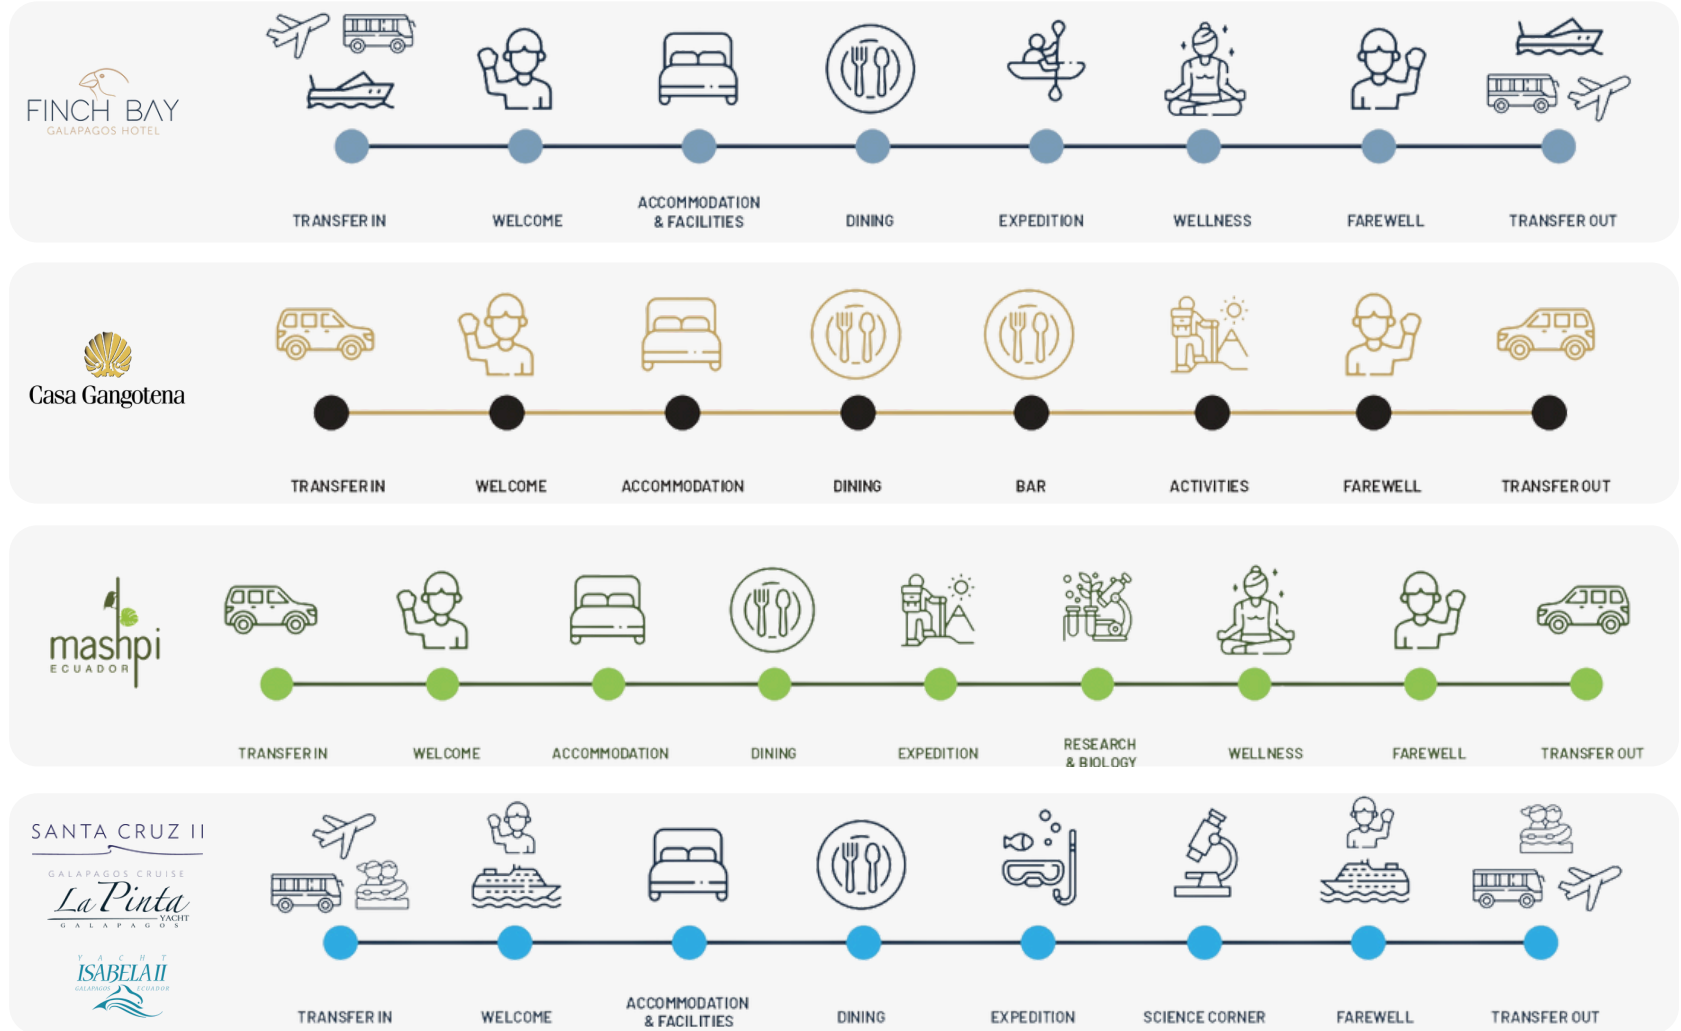 FINCH BAY
GALAPAGOS HOTEL
TRANSFER IN
WELCOME
ACCOMMODATION
& FACILITIES
DINING
EXPEDITION
WELLNESS
FAREWELL
TRANSFER OUT
Casa Gangotena
TRANSFER IN
WELCOME
ACCOMMODATION
DINING
BAR
ACTIVITIES
FAREWELL
TRANSFER OUT
mashpi
ECUADOR
TRANSFER IN
WELCOME
ACCOMMODATION
DINING
EXPEDITION
RESEARCH
& BIOLOGY
WELLNESS
FAREWELL
TRANSFER OUT
SANTA CRUZ II
GALAPAGOS CRUISE
La Pinta
YACHT
GALAPAGOS
YACHT
ISABELA II
GALAPAGOS ECUADOR
TRANSFER IN
WELCOME
ACCOMMODATION
& FACILITIES
DINING
EXPEDITION
SCIENCE CORNER
FAREWELL
TRANSFER OUT